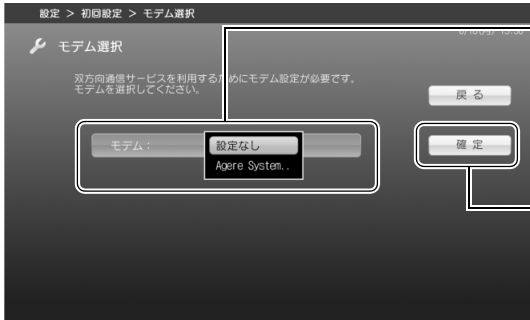 設定 > 初回設定 > モデム選択
モデム選択
双方向通信サービスを利用するためにモデム設定が必要です。
モデムを選択してください。
戻る
モデム：
設定なし
Agere System..
確定